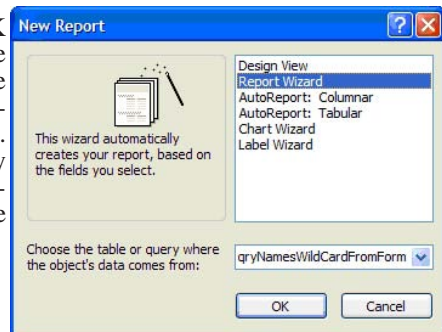 New Report
Design View
Report Wizard
AutoReport: Columnar
AutoReport: Tabular
Chart Wizard
Label Wizard
This wizard automatically
creates your report, based on
the fields you select.
Choose the table or query where
the object's data comes from:
qryNamesWildCardFromForm
OK
Cancel